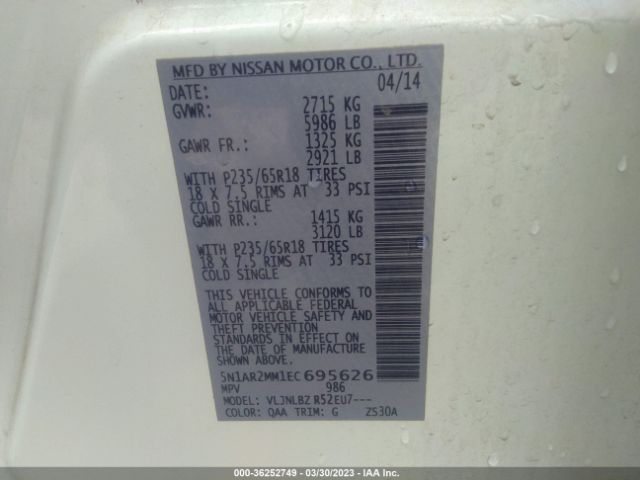 MFD BY NISSAN MOTOR CO., LTD.
DATE: 04/14
GVWR: 2715 KG
5986 LB
GAWR FR.: 1325 KG
2921 LB
WITH P235/65R18 TIRES
18 X 7.5 RIMS AT 33 PSI
COLD SINGLE
GAWR RR.: 1415 KG
3120 LB
WITH P235/65R18 TIRES
18 X 7.5 RIMS AT 33 PSI
COLD SINGLE
THIS VEHICLE CONFORMS TO
ALL APPLICABLE FEDERAL
MOTOR VEHICLE SAFETY AND
THEFT PREVENTION
STANDARDS IN EFFECT ON
THE DATE OF MANUFACTURE
SHOWN ABOVE.
5N1AR2MM1EC695626
MPV 986
MODEL: VLJNLBZ R52EU7---
COLOR: QAA TRIM: G ZS30A
000-36252749 - 03/30/2023 - IAAI.COM